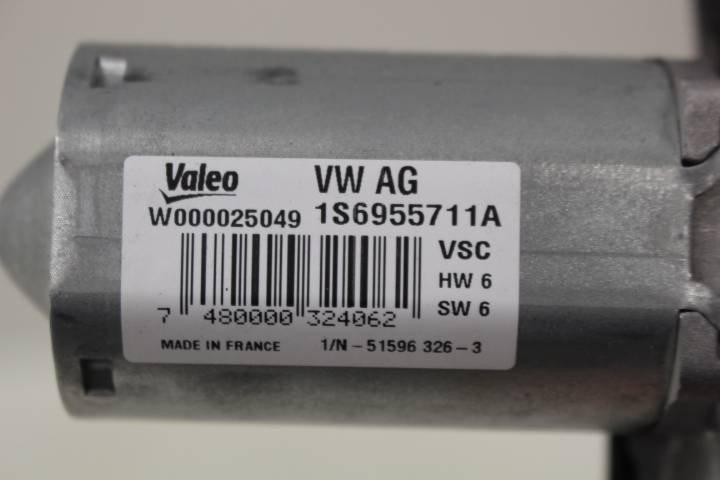 Valeo VW AG
W000025049 1S6955711A
VSC
HW 6
SW 6
7 480000 324062
MADE IN FRANCE 1/N - 51596 326-3